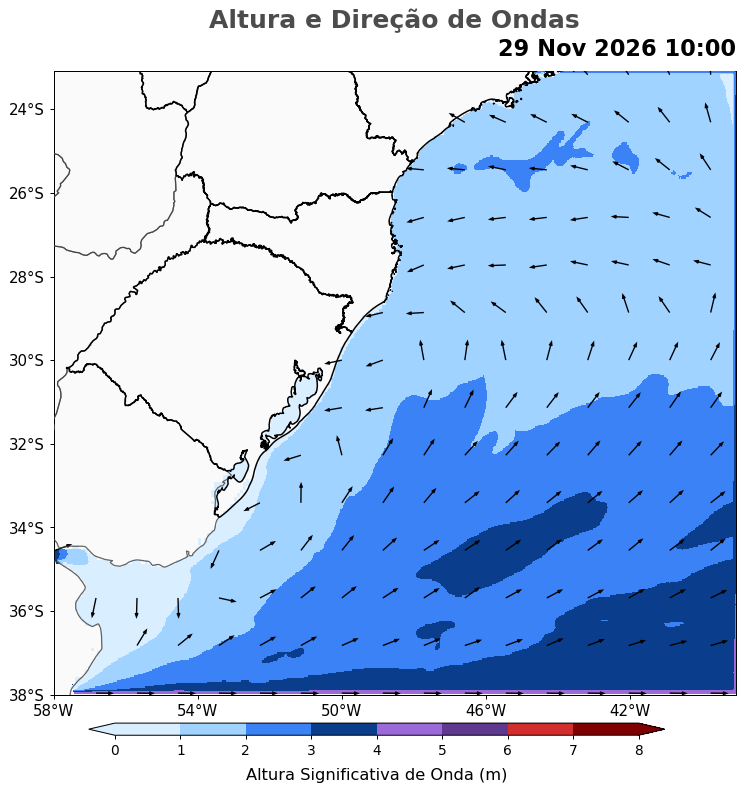 Altura e Direção de Ondas
29 Nov 2026 10:00
24°S
26°S
28°S
30°S
32°S
34°S
36°S
38°S
58°W 54°W 50°W 46°W 42°W
0 1 2 3 4 5 6 7 8
Altura Significativa de Onda (m)